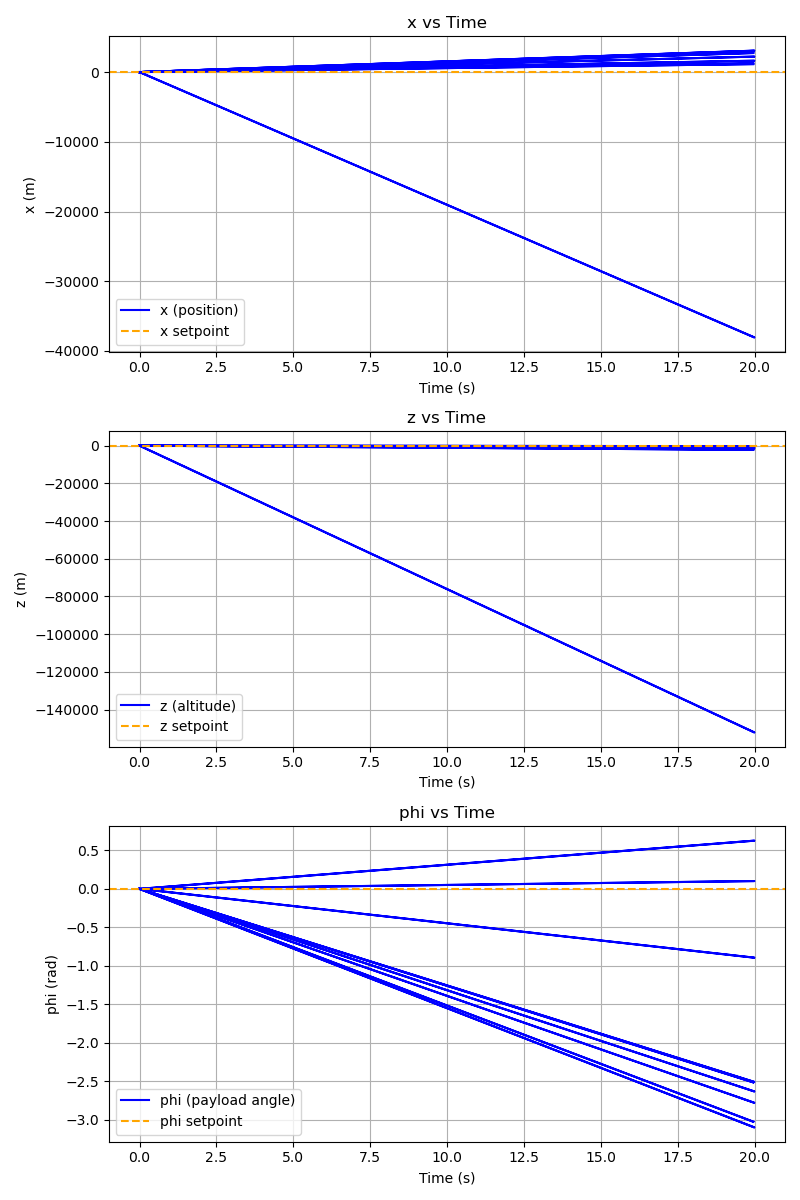 x vs Time
0
−10000
−20000
−30000
−40000
x (m)
x (position)
x setpoint
0.0 2.5 5.0 7.5 10.0 12.5 15.0 17.5 20.0
Time (s)
z vs Time
0
−20000
−40000
−60000
−80000
−100000
−120000
−140000
z (m)
z (altitude)
z setpoint
0.0 2.5 5.0 7.5 10.0 12.5 15.0 17.5 20.0
Time (s)
phi vs Time
0.5
0.0
−0.5
−1.0
−1.5
−2.0
−2.5
−3.0
phi (rad)
phi (payload angle)
phi setpoint
0.0 2.5 5.0 7.5 10.0 12.5 15.0 17.5 20.0
Time (s)